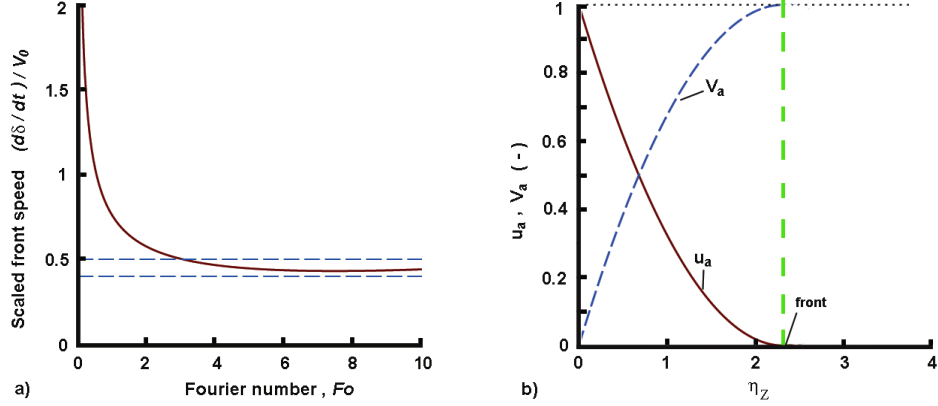 2
1.5
1
0.5
0
0
2
4
6
8
10
Scaled front speed (dδ / dt) / V₀
Fourier number , Fo
a)
1
0.8
0.6
0.4
0.2
0
0
1
2
3
4
uₐ , Vₐ ( - )
Vₐ
uₐ
front
η_Z
b)